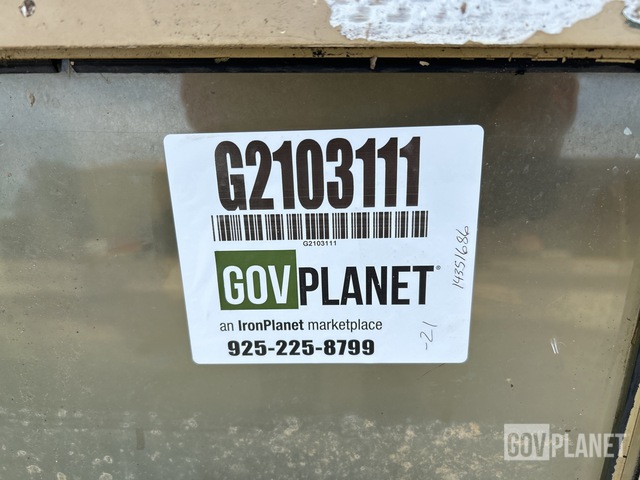 G2103111
G2103111
GOVPLANET®
an IronPlanet marketplace
925-225-8799
14351686
-21
GOVPLANET